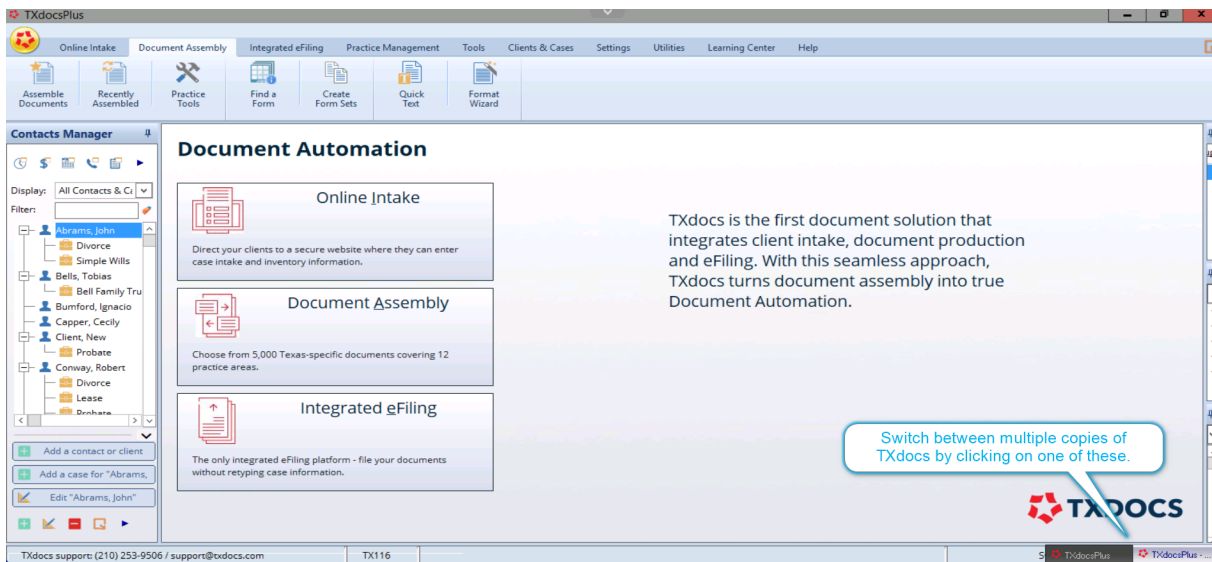 TXdocsPlus
Online Intake Document Assembly Integrated eFiling Practice Management Tools Clients & Cases Settings Utilities Learning Center Help
Assemble Documents
Recently Assembled
Practice Tools
Find a Form
Create Form Sets
Quick Text
Format Wizard
Contacts Manager
Display: All Contacts & Ca
Filter:
Abrams, John
Divorce
Simple Wills
Bells, Tobias
Bell Family Tru
Bumford, Ignacio
Capper, Cecily
Client, New
Probate
Conway, Robert
Divorce
Lease
Probate
Add a contact or client
Add a case for "Abrams,
Edit "Abrams, John"
Document Automation
Online Intake
Direct your clients to a secure website where they can enter
case intake and inventory information.
Document Assembly
Choose from 5,000 Texas-specific documents covering 12
practice areas.
Integrated eFiling
The only integrated eFiling platform - file your documents
without retyping case information.
TXdocs is the first document solution that
integrates client intake, document production
and eFiling. With this seamless approach,
TXdocs turns document assembly into true
Document Automation.
Switch between multiple copies of
TXdocs by clicking on one of these.
TXDOCS
TXdocs support: (210) 253-9506 / support@txdocs.com TX116 S
TXdocsPlus TXdocsPlus - ...